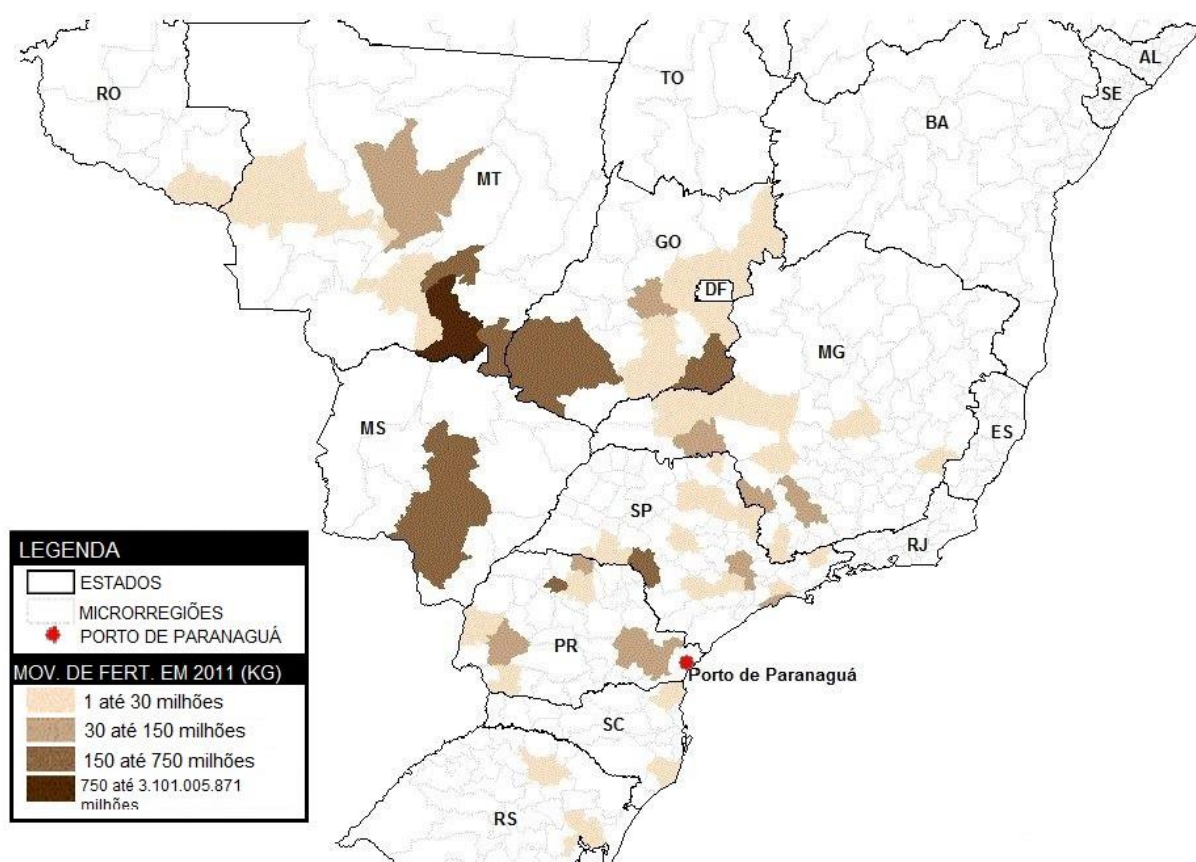 AL
TO
RO
SE
BA
MT
GO
DF
MG
MS
ES
SP
RJ
LEGENDA
ESTADOS
MICRORREGIÕES
PORTO DE PARANAGUÁ
PR
MOV. DE FERT. EM 2011 (KG)
Porto de Paranaguá
1 até 30 milhões
30 até 150 milhões
SC
150 até 750 milhões
750 até 3.101.005.871
milhões
RS